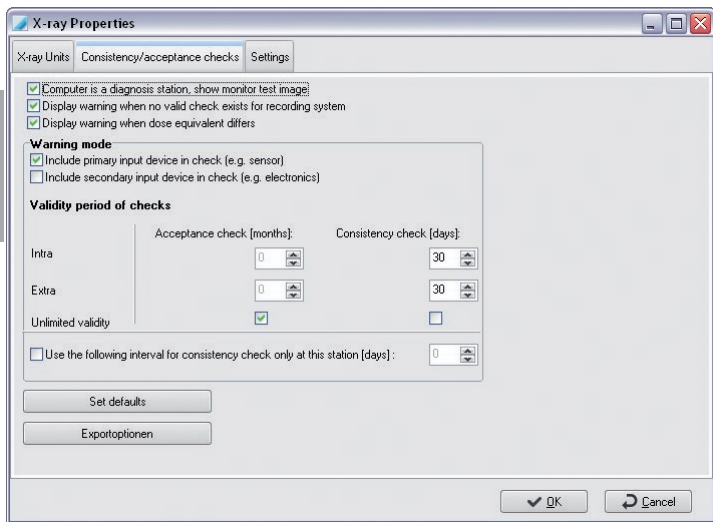 X-ray Properties
X-ray Units Consistency/acceptance checks Settings
Computer is a diagnosis station, show monitor test image
Display warning when no valid check exists for recording system
Display warning when dose equivalent differs
Warning mode
Include primary input device in check (e.g. sensor)
Include secondary input device in check (e.g. electronics)
Validity period of checks
Acceptance check [months]: Consistency check [days]:
Intra 0 30
Extra 0 30
Unlimited validity
Use the following interval for consistency check only at this station [days] : 0
Set defaults
Exportoptionen
OK Cancel